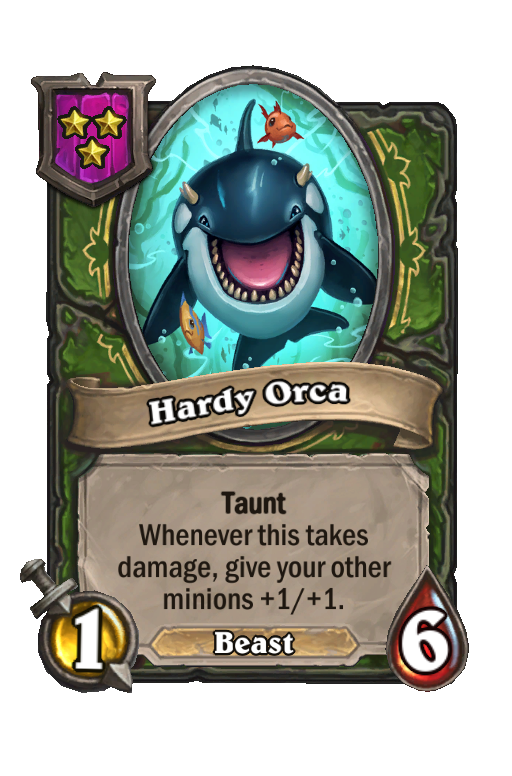 Hardy Orca
Taunt
Whenever this takes
damage, give your other
minions +1/+1.
1
Beast
6